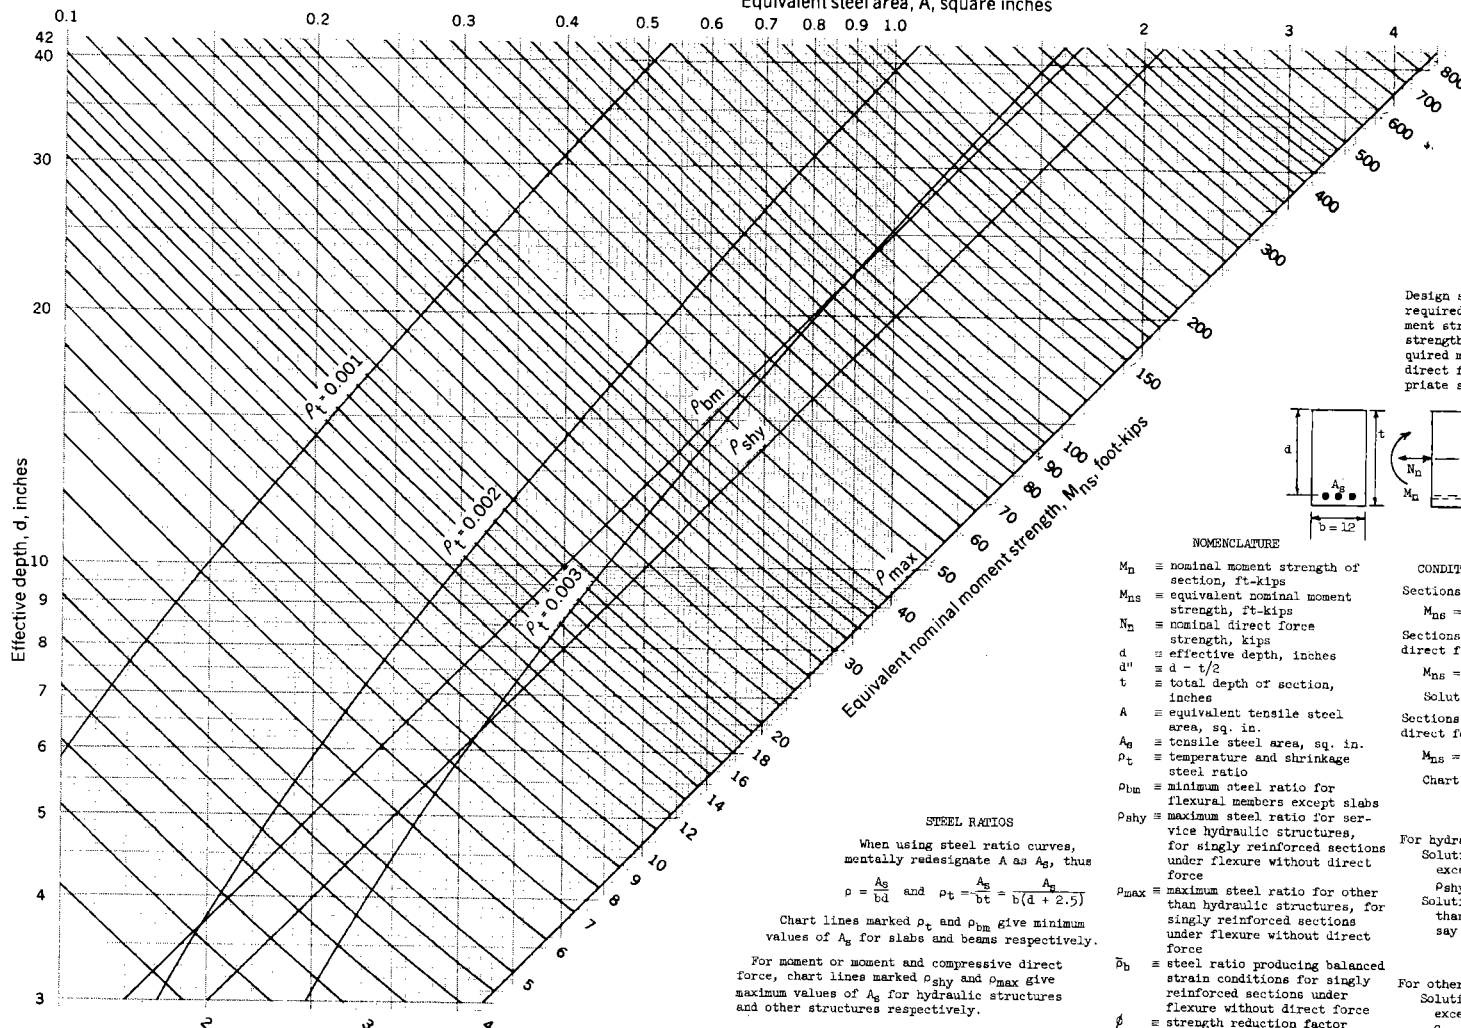 Equivalent steel area, A, square inches
0.1 0.2 0.3 0.4 0.5 0.6 0.7 0.8 0.9 1.0 2 3 4
42
40
30
20
10
9
8
7
6
5
4
3
Effective depth, d, inches
ρt = 0.001
ρt = 0.002
ρt = 0.003
ρbm
ρshy
ρmax
800
700
600
500
400
300
200
150
100
90
80
70
60
50
40
30
20
18
16
14
12
10
9
8
7
6
5
2 3 4
Equivalent nominal moment strength, Mns, foot-kips
Design s
required
ment str
strength
quired m
direct f
priate s
d
t
As
b = 12
Nn
Mn
NOMENCLATURE
Mn ≡ nominal moment strength of
section, ft-kips
Mns ≡ equivalent nominal moment
strength, ft-kips
Nn ≡ nominal direct force
strength, kips
d ≡ effective depth, inches
d" ≡ d - t/2
t ≡ total depth of section,
inches
A ≡ equivalent tensile steel
area, sq. in.
As ≡ tensile steel area, sq. in.
ρt ≡ temperature and shrinkage
steel ratio
ρbm ≡ minimum steel ratio for
flexural members except slabs
ρshy ≡ maximum steel ratio for ser-
vice hydraulic structures,
for singly reinforced sections
under flexure without direct
force
ρmax ≡ maximum steel ratio for other
than hydraulic structures, for
singly reinforced sections
under flexure without direct
force
ρ̄b ≡ steel ratio producing balanced
strain conditions for singly
reinforced sections under
flexure without direct force
ϕ ≡ strength reduction factor
CONDIT
Sections
Mns =
Sections
direct f
Mns =
Solut
Sections
direct fo
Mns =
Chart
For hydra
Soluti
exce
ρshy
Soluti
than
say
For other
Soluti
exce
STEEL RATIOS
When using steel ratio curves,
mentally redesignate A as As, thus
ρ = As/bd and ρt = As/bt = As/b(d + 2.5)
Chart lines marked ρt and ρbm give minimum
values of As for slabs and beams respectively.
For moment or moment and compressive direct
force, chart lines marked ρshy and ρmax give
maximum values of As for hydraulic structures
and other structures respectively.